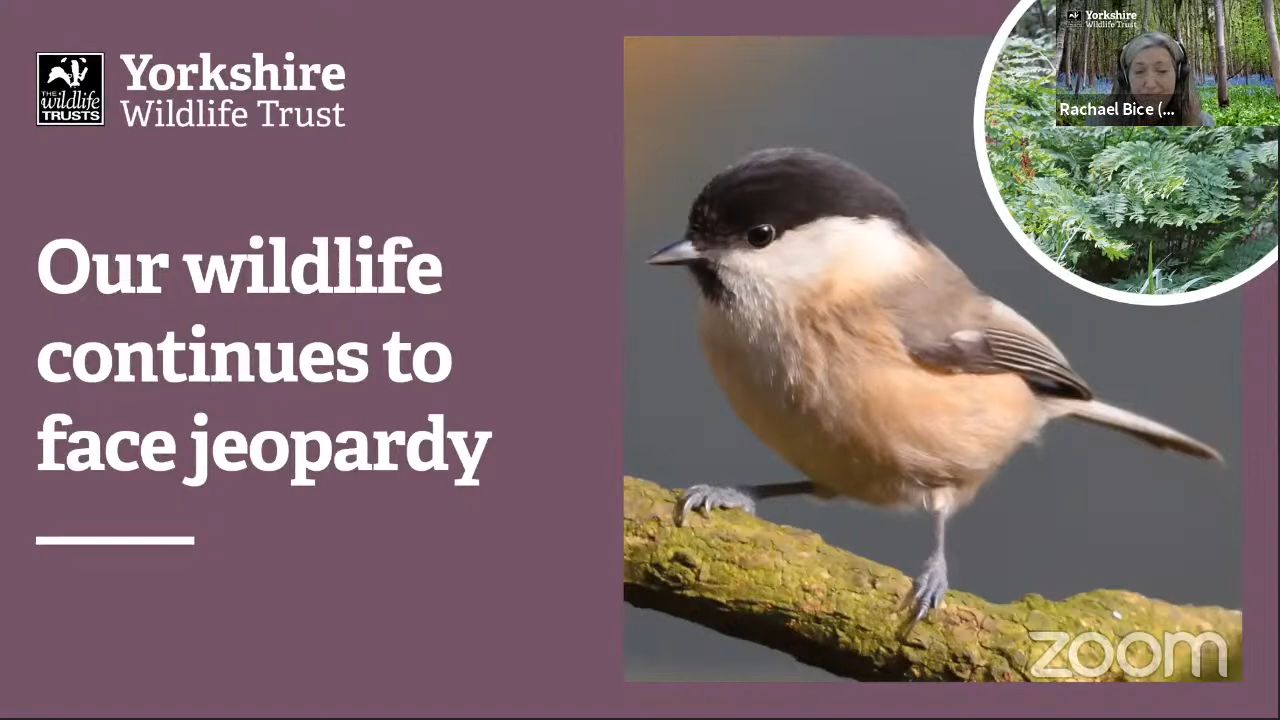 Yorkshire
Wildlife Trust
THE
wildlife
TRUSTS
Our wildlife
continues to
face jeopardy
Yorkshire
Wildlife Trust
Rachael Bice (...
zoom